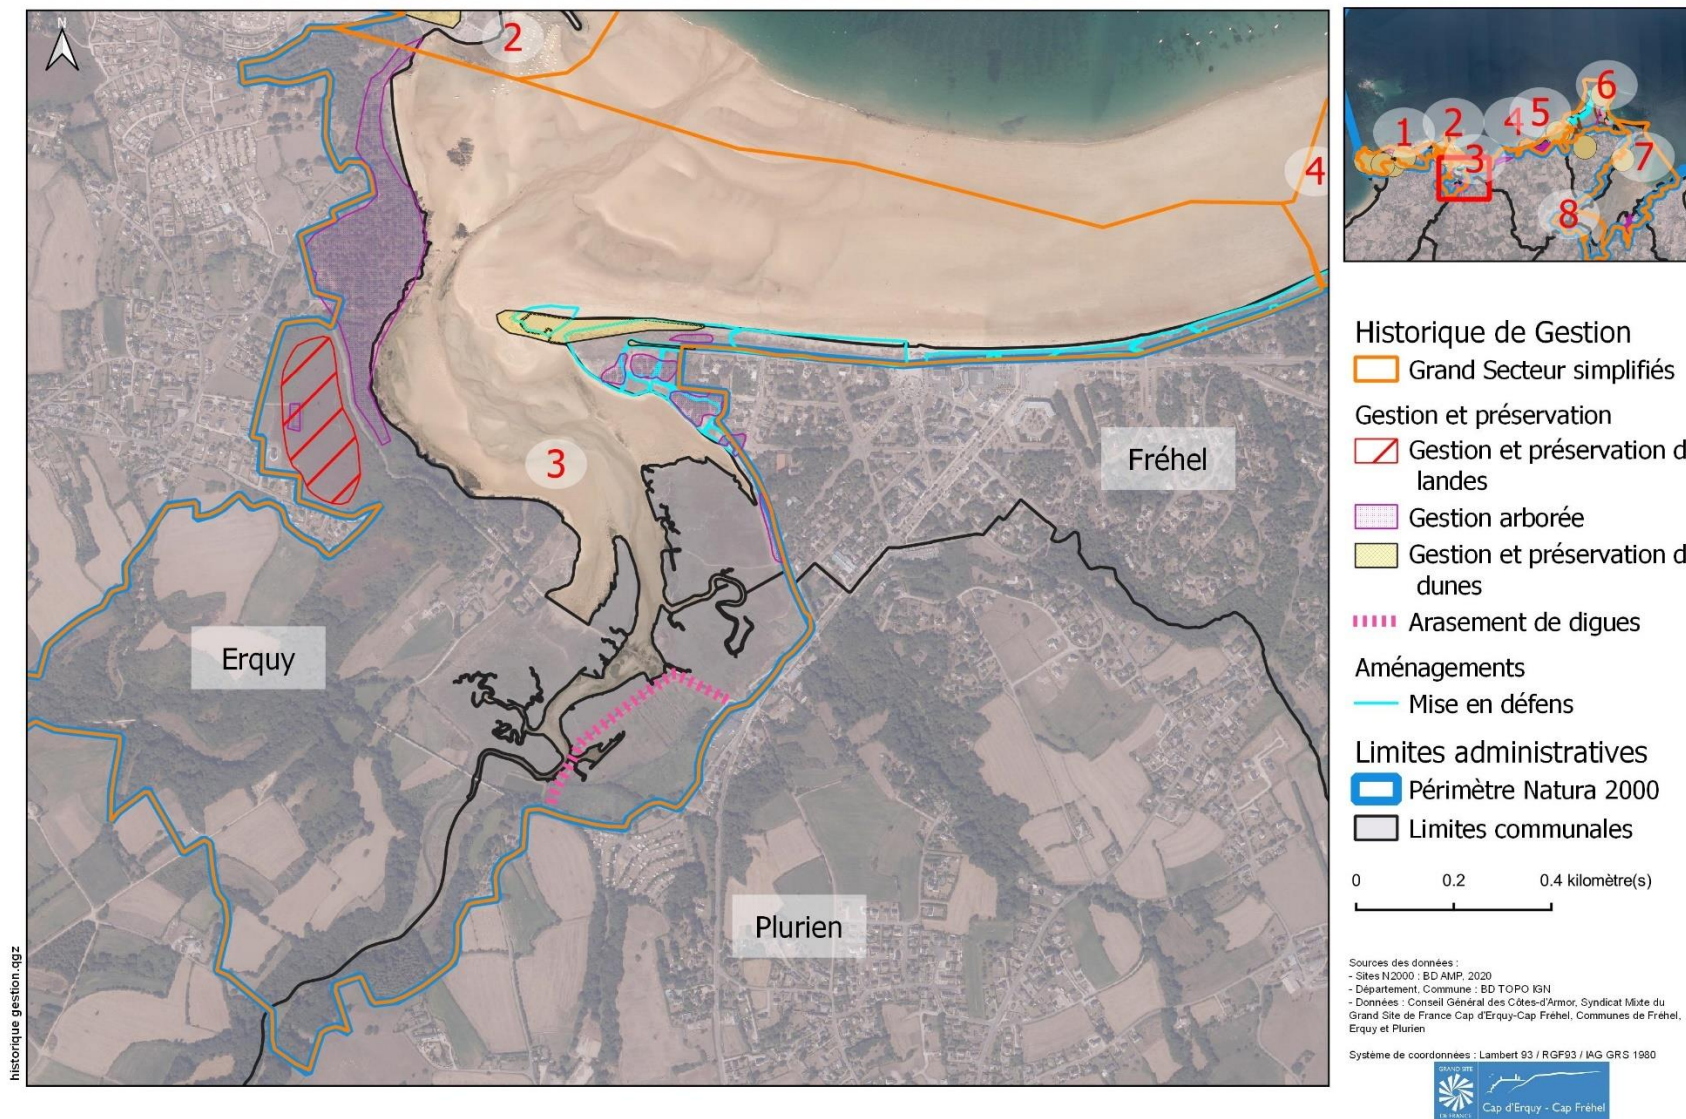 N
2
4
3
Fréhel
Erquy
Plurien
historique gestion.qgz
1
2
3
4
5
6
7
8
Historique de Gestion
Grand Secteur simplifiés
Gestion et préservation
Gestion et préservation d
landes
Gestion arborée
Gestion et préservation d
dunes
Arasement de digues
Aménagements
Mise en défens
Limites administratives
Périmètre Natura 2000
Limites communales
0 0.2 0.4 kilomètre(s)
Sources des données :
- Sites N2000 : BD AMP, 2020
- Département, Commune : BD TOPO IGN
- Données : Conseil Général des Côtes-d'Armor, Syndicat Mixte du
Grand Site de France Cap d'Erquy-Cap Fréhel, Communes de Fréhel,
Erquy et Plurien
Système de coordonnées : Lambert 93 / RGF93 / IAG GRS 1980
GRAND SITE
DE FRANCE
Cap d'Erquy - Cap Fréhel